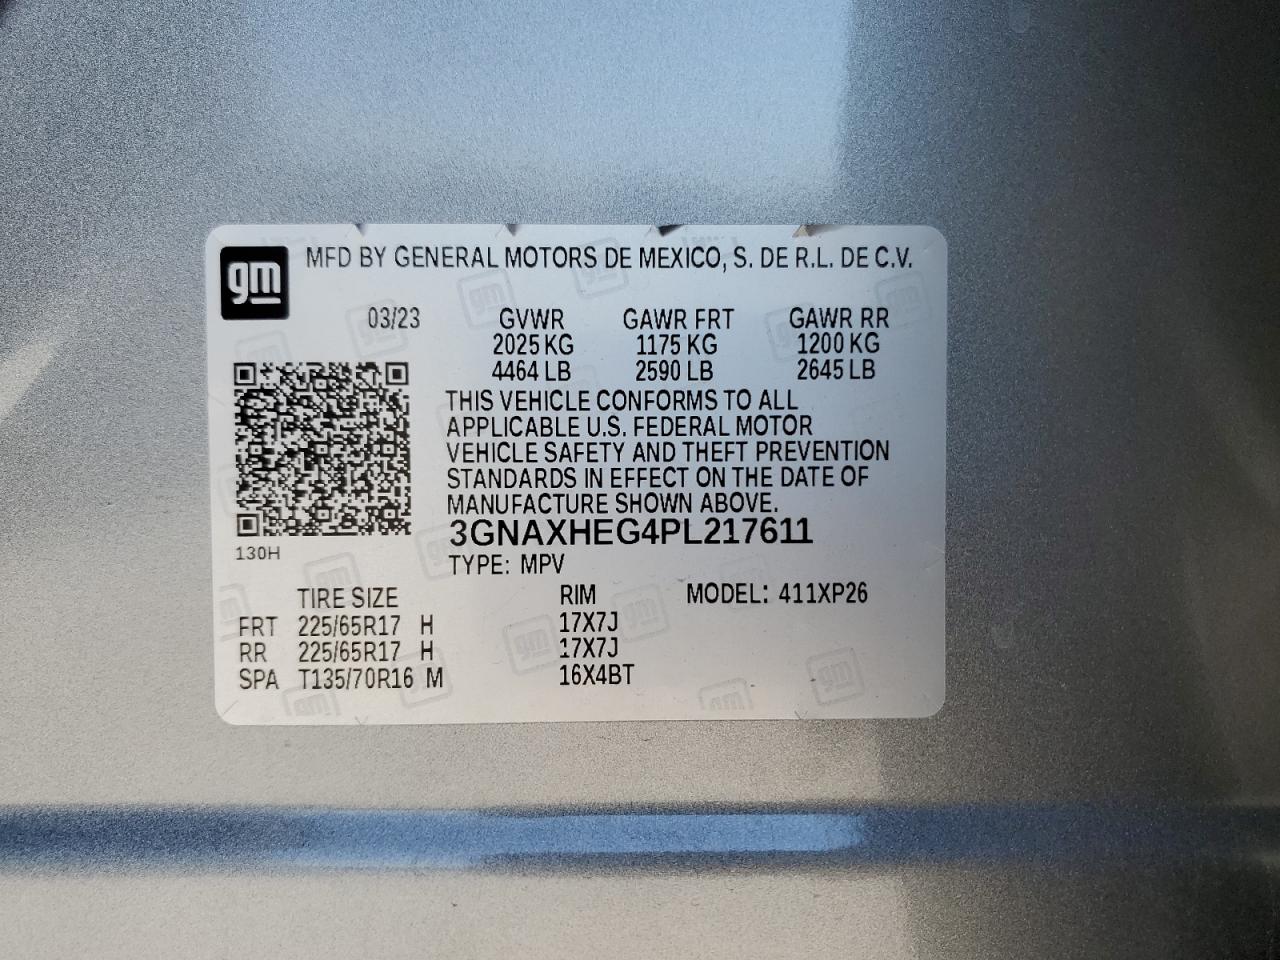 gm MFD BY GENERAL MOTORS DE MEXICO, S. DE R.L. DE C.V.
03/23 GVWR GAWR FRT GAWR RR
2025 KG 1175 KG 1200 KG
4464 LB 2590 LB 2645 LB
THIS VEHICLE CONFORMS TO ALL
APPLICABLE U.S. FEDERAL MOTOR
VEHICLE SAFETY AND THEFT PREVENTION
STANDARDS IN EFFECT ON THE DATE OF
MANUFACTURE SHOWN ABOVE.
3GNAXHEG4PL217611
130H
TYPE: MPV
TIRE SIZE RIM MODEL: 411XP26
FRT 225/65R17 H 17X7J
RR 225/65R17 H 17X7J
SPA T135/70R16 M 16X4BT